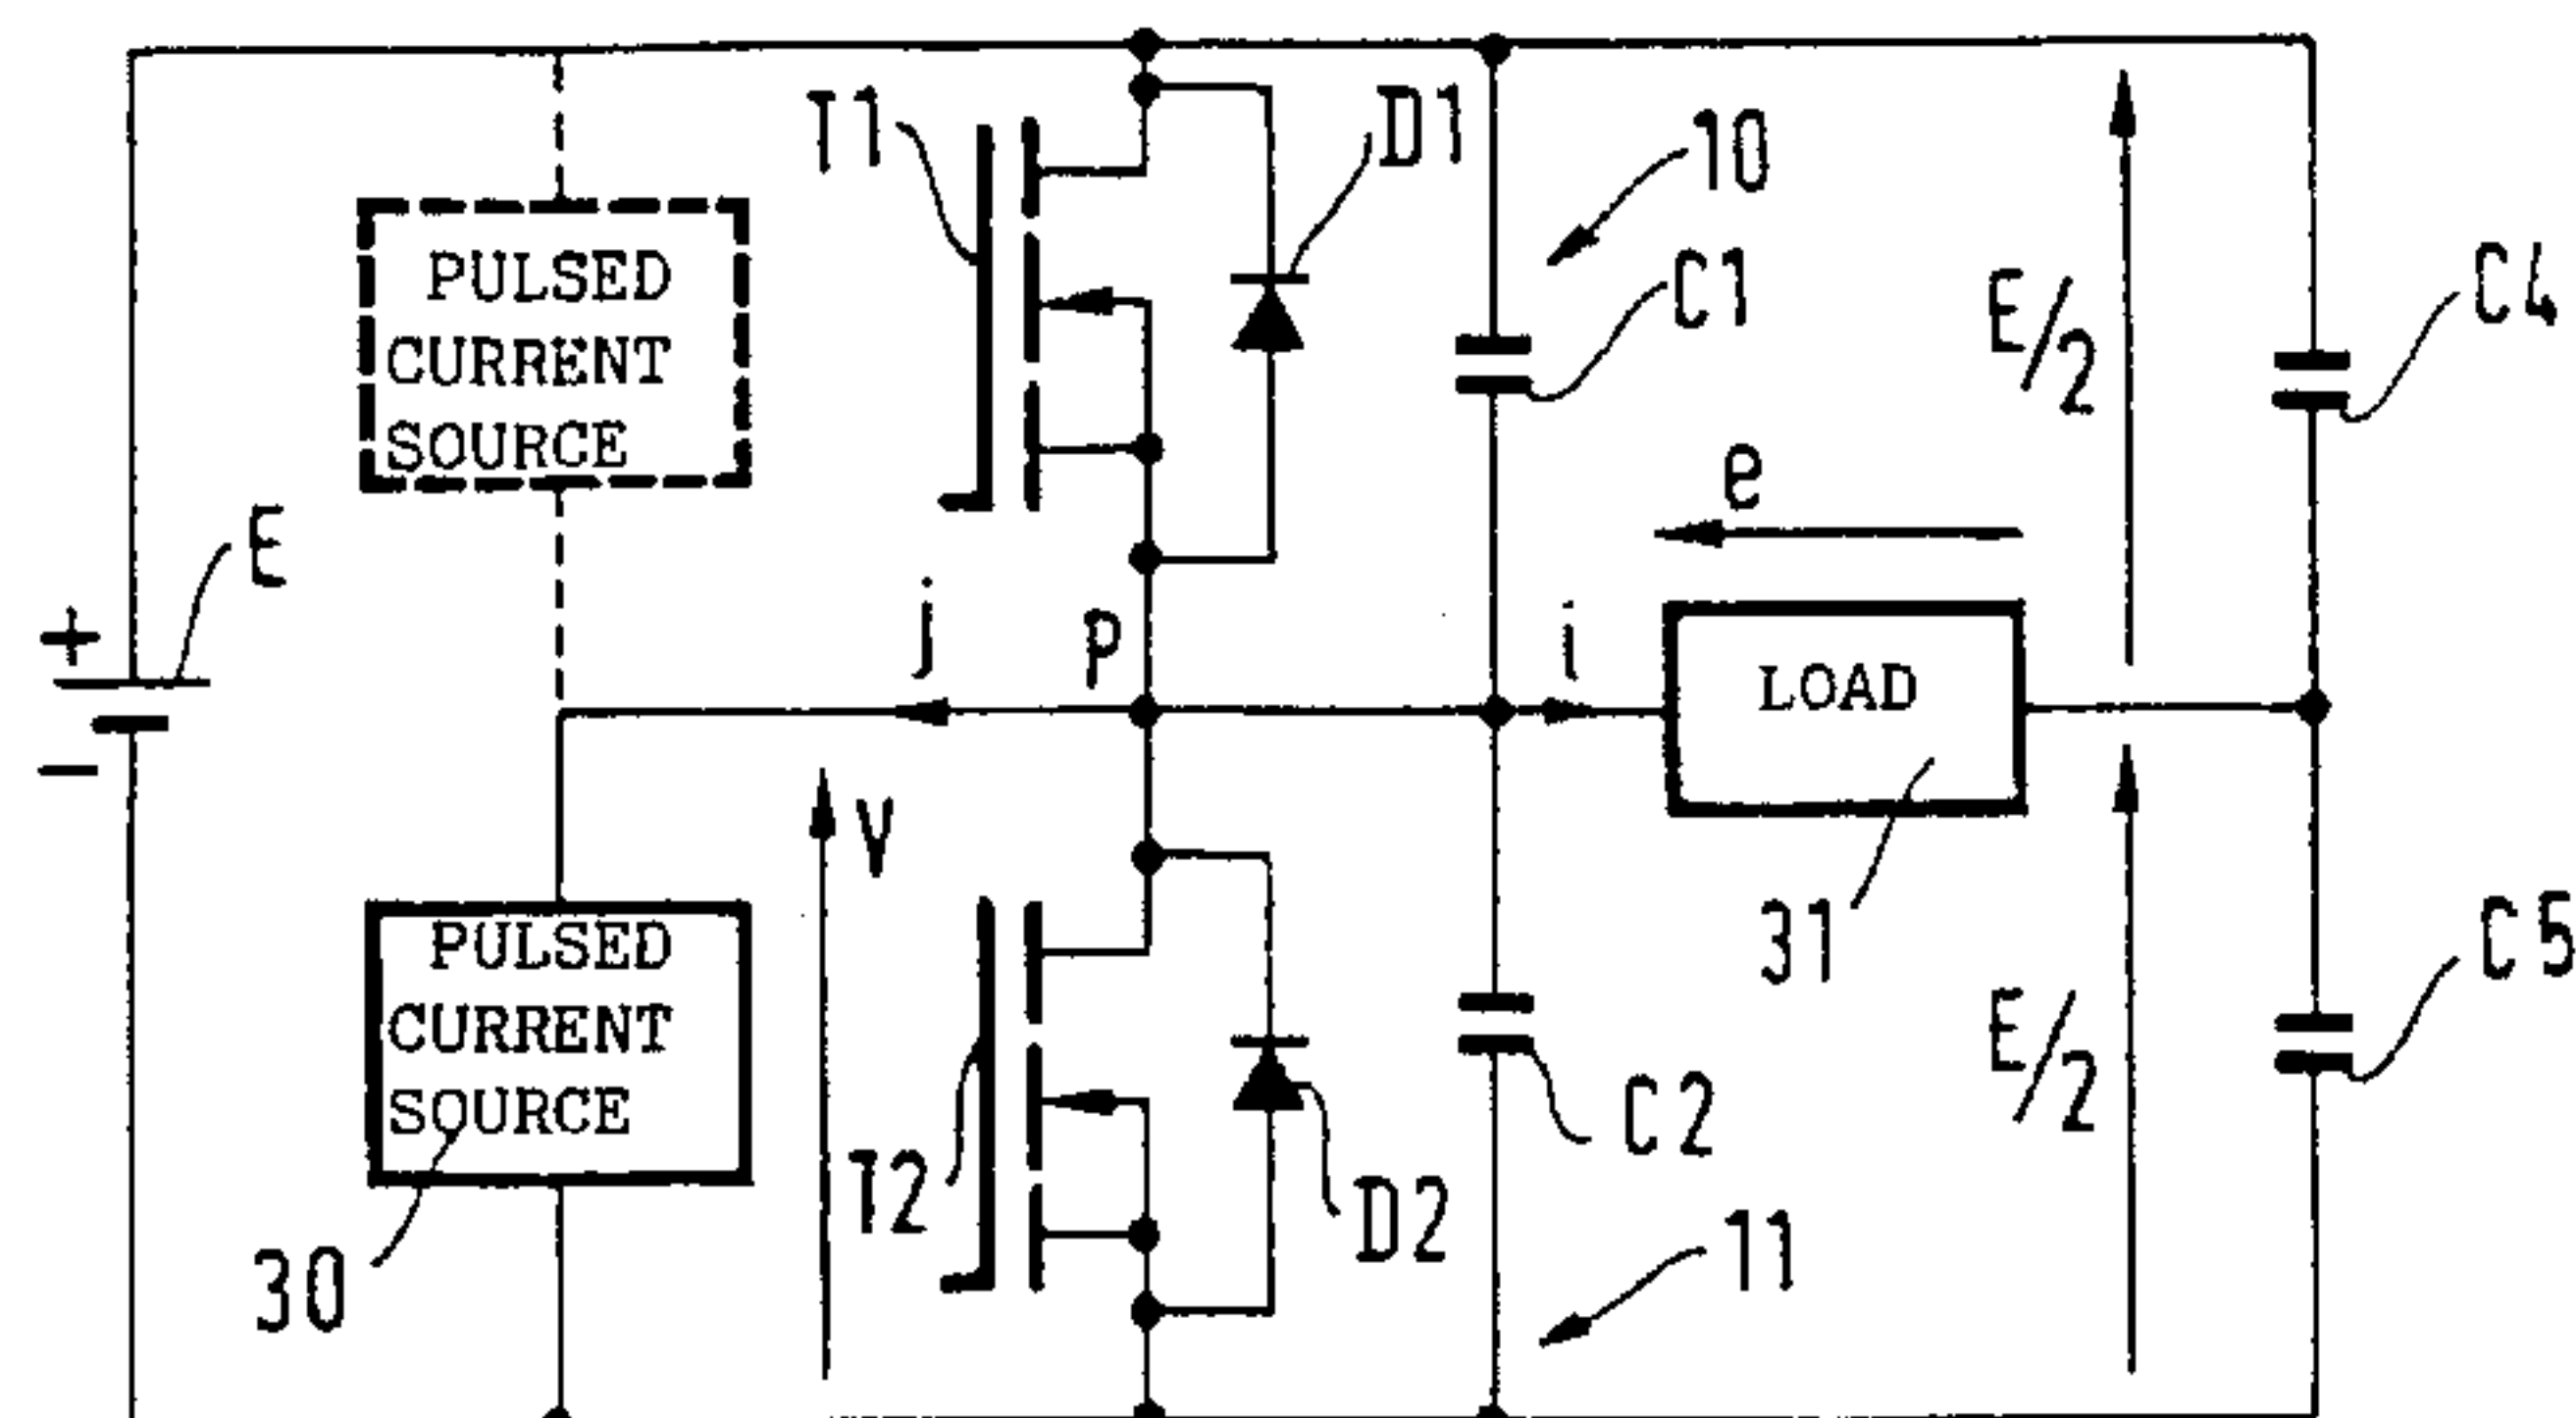 T1
D1
10
PULSED
CURRENT
SOURCE
C1
E/2
C4
E
e
+
j
p
i
LOAD
-
V
31
PULSED
CURRENT
SOURCE
C2
E/2
C5
T2
D2
11
30